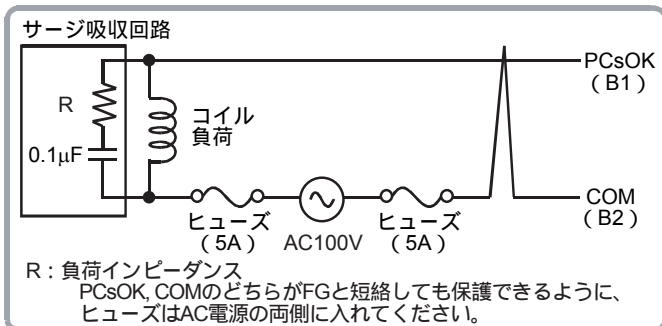 サージ吸収回路
PCsOK
（B1）
R
コイル
負荷
0.1μF
COM
（B2）
ヒューズ
（5A）
AC100V
ヒューズ
（5A）
R：負荷インピーダンス
PCsOK, COMのどちらがFGと短絡しても保護できるように、
ヒューズはAC電源の両側に入れてください。